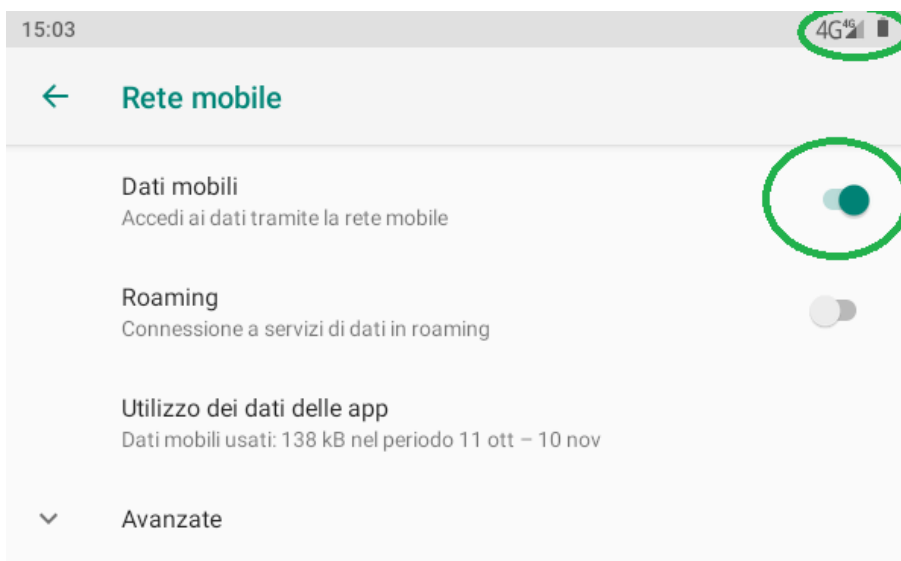 15:03 4G 4G
Rete mobile
Dati mobili
Accedi ai dati tramite la rete mobile
Roaming
Connessione a servizi di dati in roaming
Utilizzo dei dati delle app
Dati mobili usati: 138 kB nel periodo 11 ott – 10 nov
Avanzate